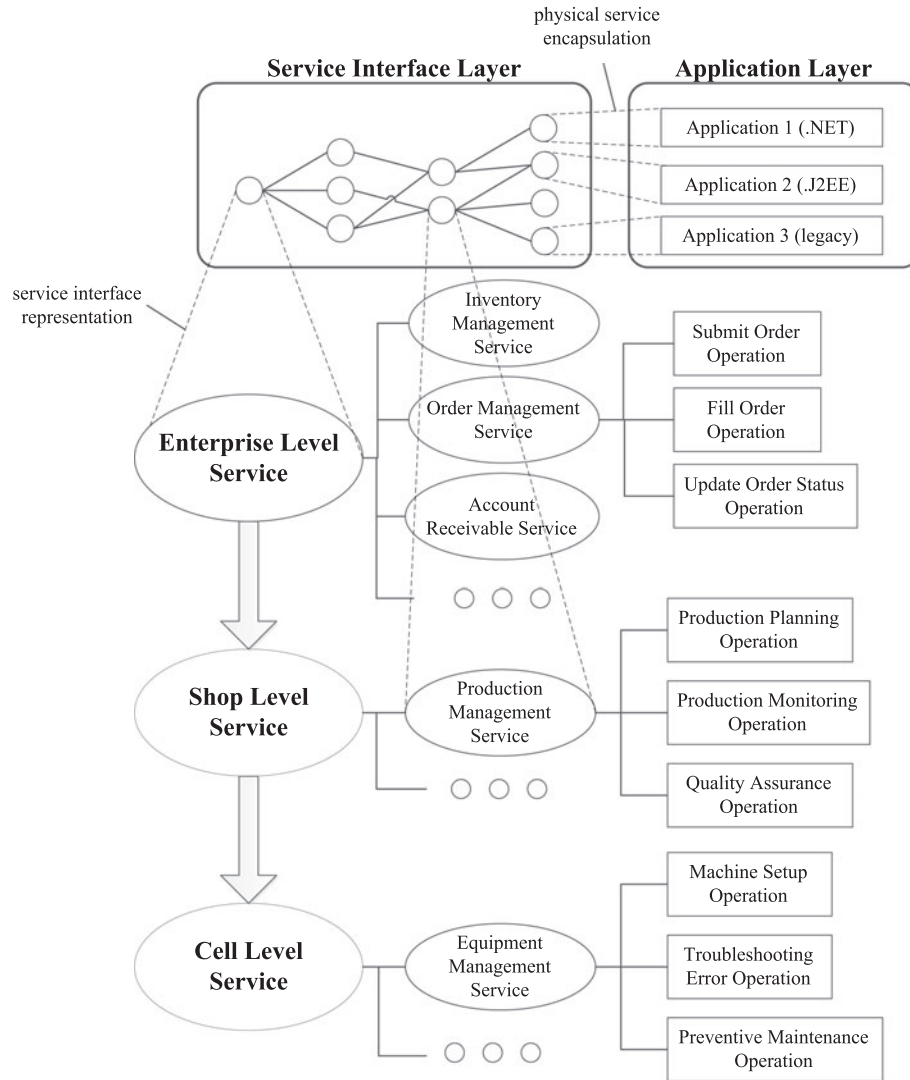 physical service
encapsulation
Service Interface Layer
Application Layer
Application 1 (.NET)
Application 2 (.J2EE)
Application 3 (legacy)
service interface
representation
Inventory
Management
Service
Submit Order
Operation
Order Management
Service
Fill Order
Operation
Enterprise Level
Service
Update Order Status
Operation
Account
Receivable Service
Production Planning
Operation
Shop Level
Service
Production
Management
Service
Production Monitoring
Operation
Quality Assurance
Operation
Machine Setup
Operation
Cell Level
Service
Equipment
Management
Service
Troubleshooting
Error Operation
Preventive Maintenance
Operation